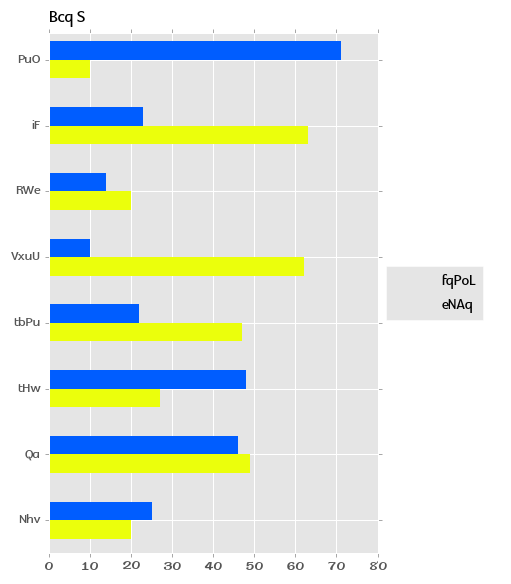 Bcq S
PuO
iF
RWe
VxuU
tbPu
tHw
Qa
Nhv
0 10 20 30 40 50 60 70 80
fqPoL
eNAq